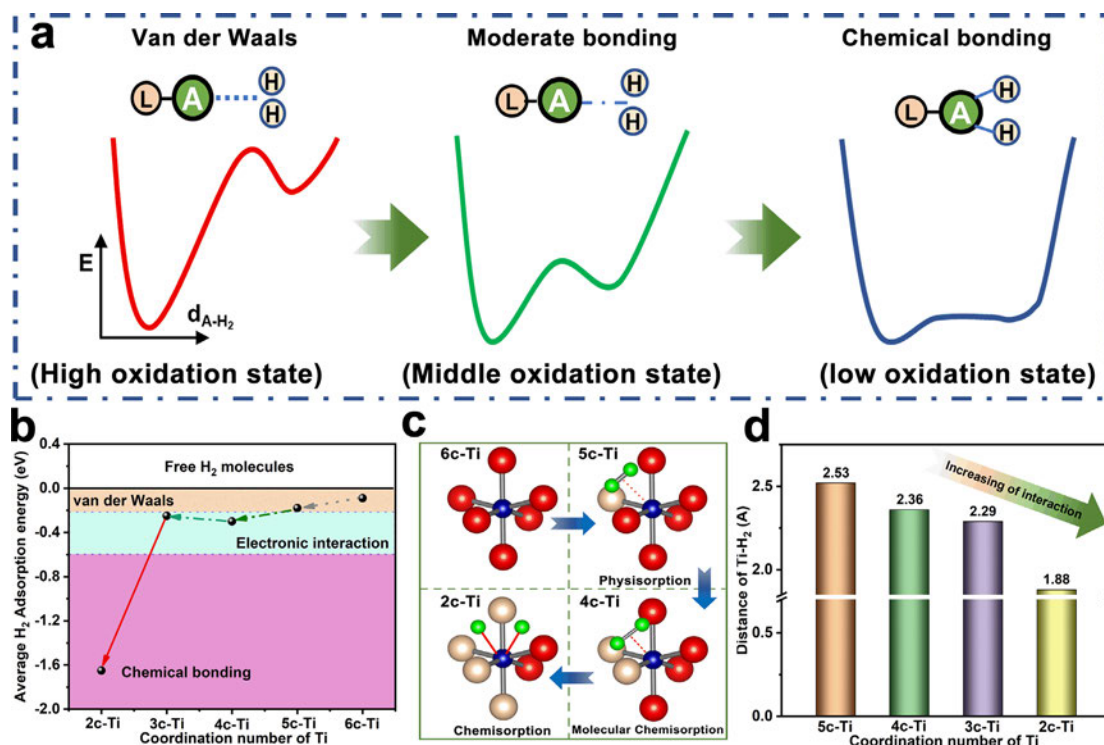 a
Van der Waals
Moderate bonding
Chemical bonding
L A H H
L A H H
L A H H
E
d_A-H₂
(High oxidation state)
(Middle oxidation state)
(low oxidation state)
b
Average H₂ Adsorption energy (eV)
0.4
0.0
-0.4
-0.8
-1.2
-1.6
-2.0
Free H₂ molecules
van der Waals
Electronic interaction
Chemical bonding
2c-Ti 3c-Ti 4c-Ti 5c-Ti 6c-Ti
Coordination number of Ti
c
6c-Ti
5c-Ti
Physisorption
2c-Ti
4c-Ti
Chemisorption
Molecular Chemisorption
d
Distance of Ti-H₂ (A)
2.5
2.0
0.5
0.0
2.53
2.36
2.29
1.88
Increasing of interaction
5c-Ti 4c-Ti 3c-Ti 2c-Ti
Coordination number of Ti